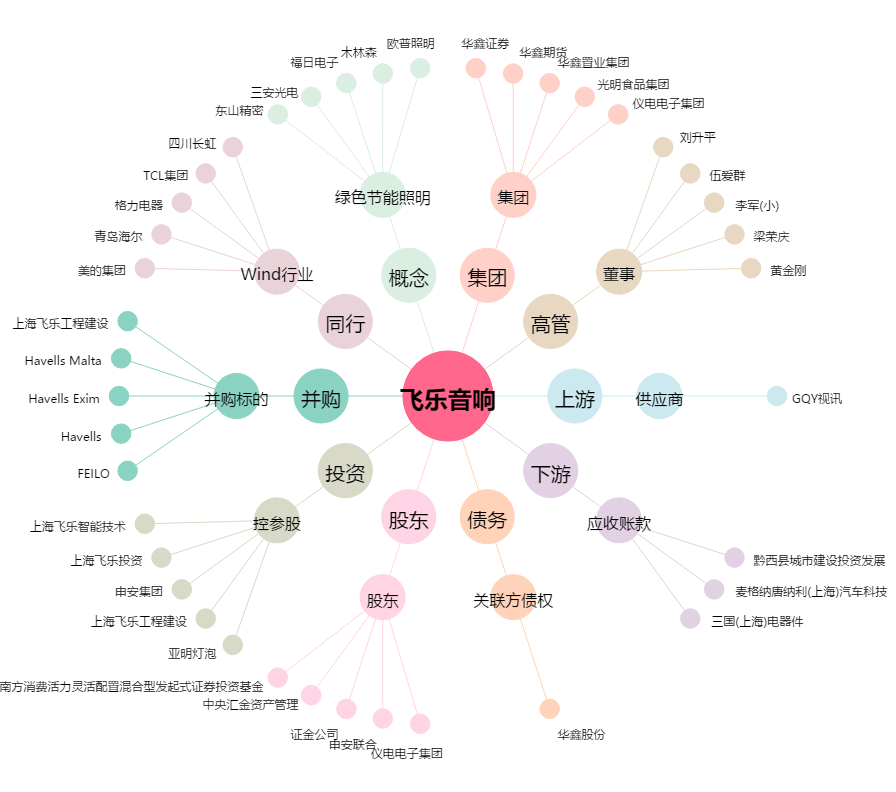 欧普照明
木林森
福日电子
三安光电
东山精密
绿色节能照明
概念
华鑫证券
华鑫期货
华鑫置业集团
光明食品集团
仪电电子集团
集团
集团
刘升平
伍爱群
李军(小)
梁荣庆
黄金刚
董事
高管
四川长虹
TCL集团
格力电器
青岛海尔
美的集团
Wind行业
同行
上海飞乐工程建设
Havells Malta
Havells Exim
Havells
FEILO
并购标的
并购
飞乐音响
上游
供应商
GQY视讯
投资
控参股
上海飞乐智能技术
上海飞乐投资
申安集团
上海飞乐工程建设
亚明灯泡
股东
股东
南方消费活力灵活配置混合型发起式证券投资基金
中央汇金资产管理
证金公司
申安联合
仪电电子集团
债务
关联方债权
华鑫股份
下游
应收账款
黔西县城市建设投资发展
麦格纳唐纳利(上海)汽车科技
三国(上海)电器件